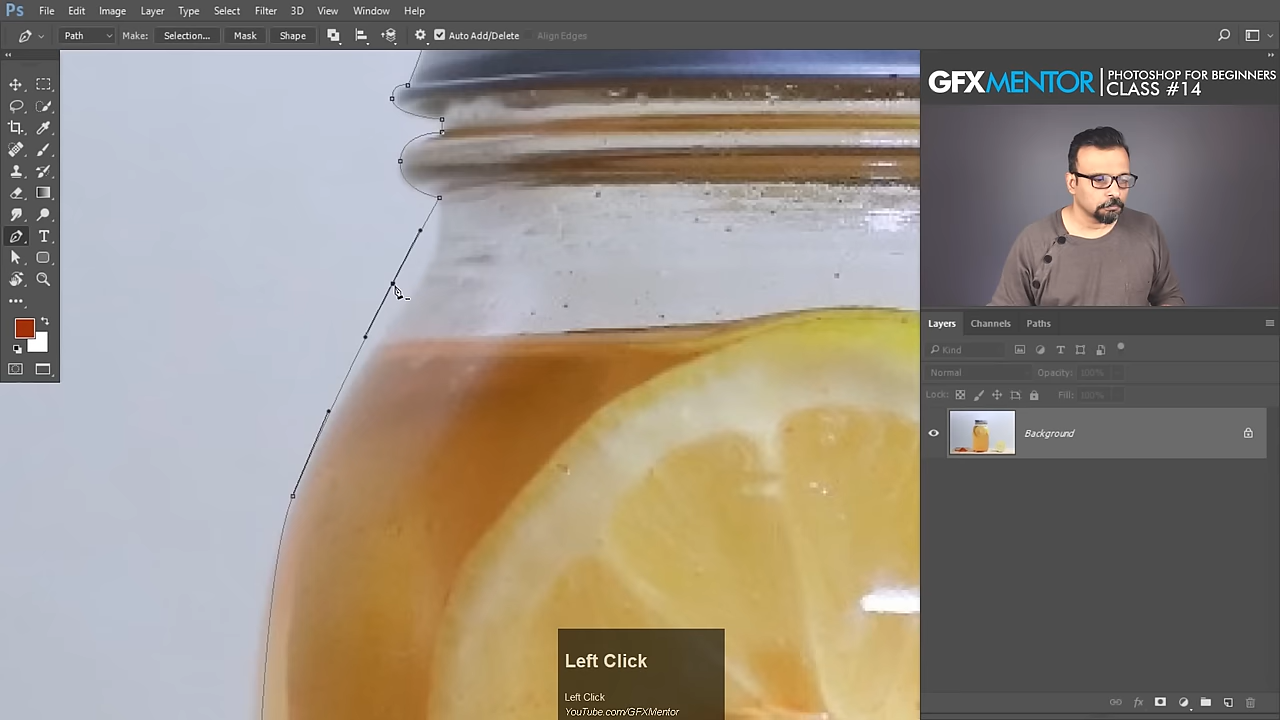 Ps File Edit Image Layer Type Select Filter 3D View Window Help
Path Make: Selection... Mask Shape Auto Add/Delete Align Edges
GFXMENTOR PHOTOSHOP FOR BEGINNERS
CLASS #14
Layers Channels Paths
Kind
Normal Opacity: 100%
Lock: Fill: 100%
Background
Left Click
Left Click
YouTube.com/GFXMentor